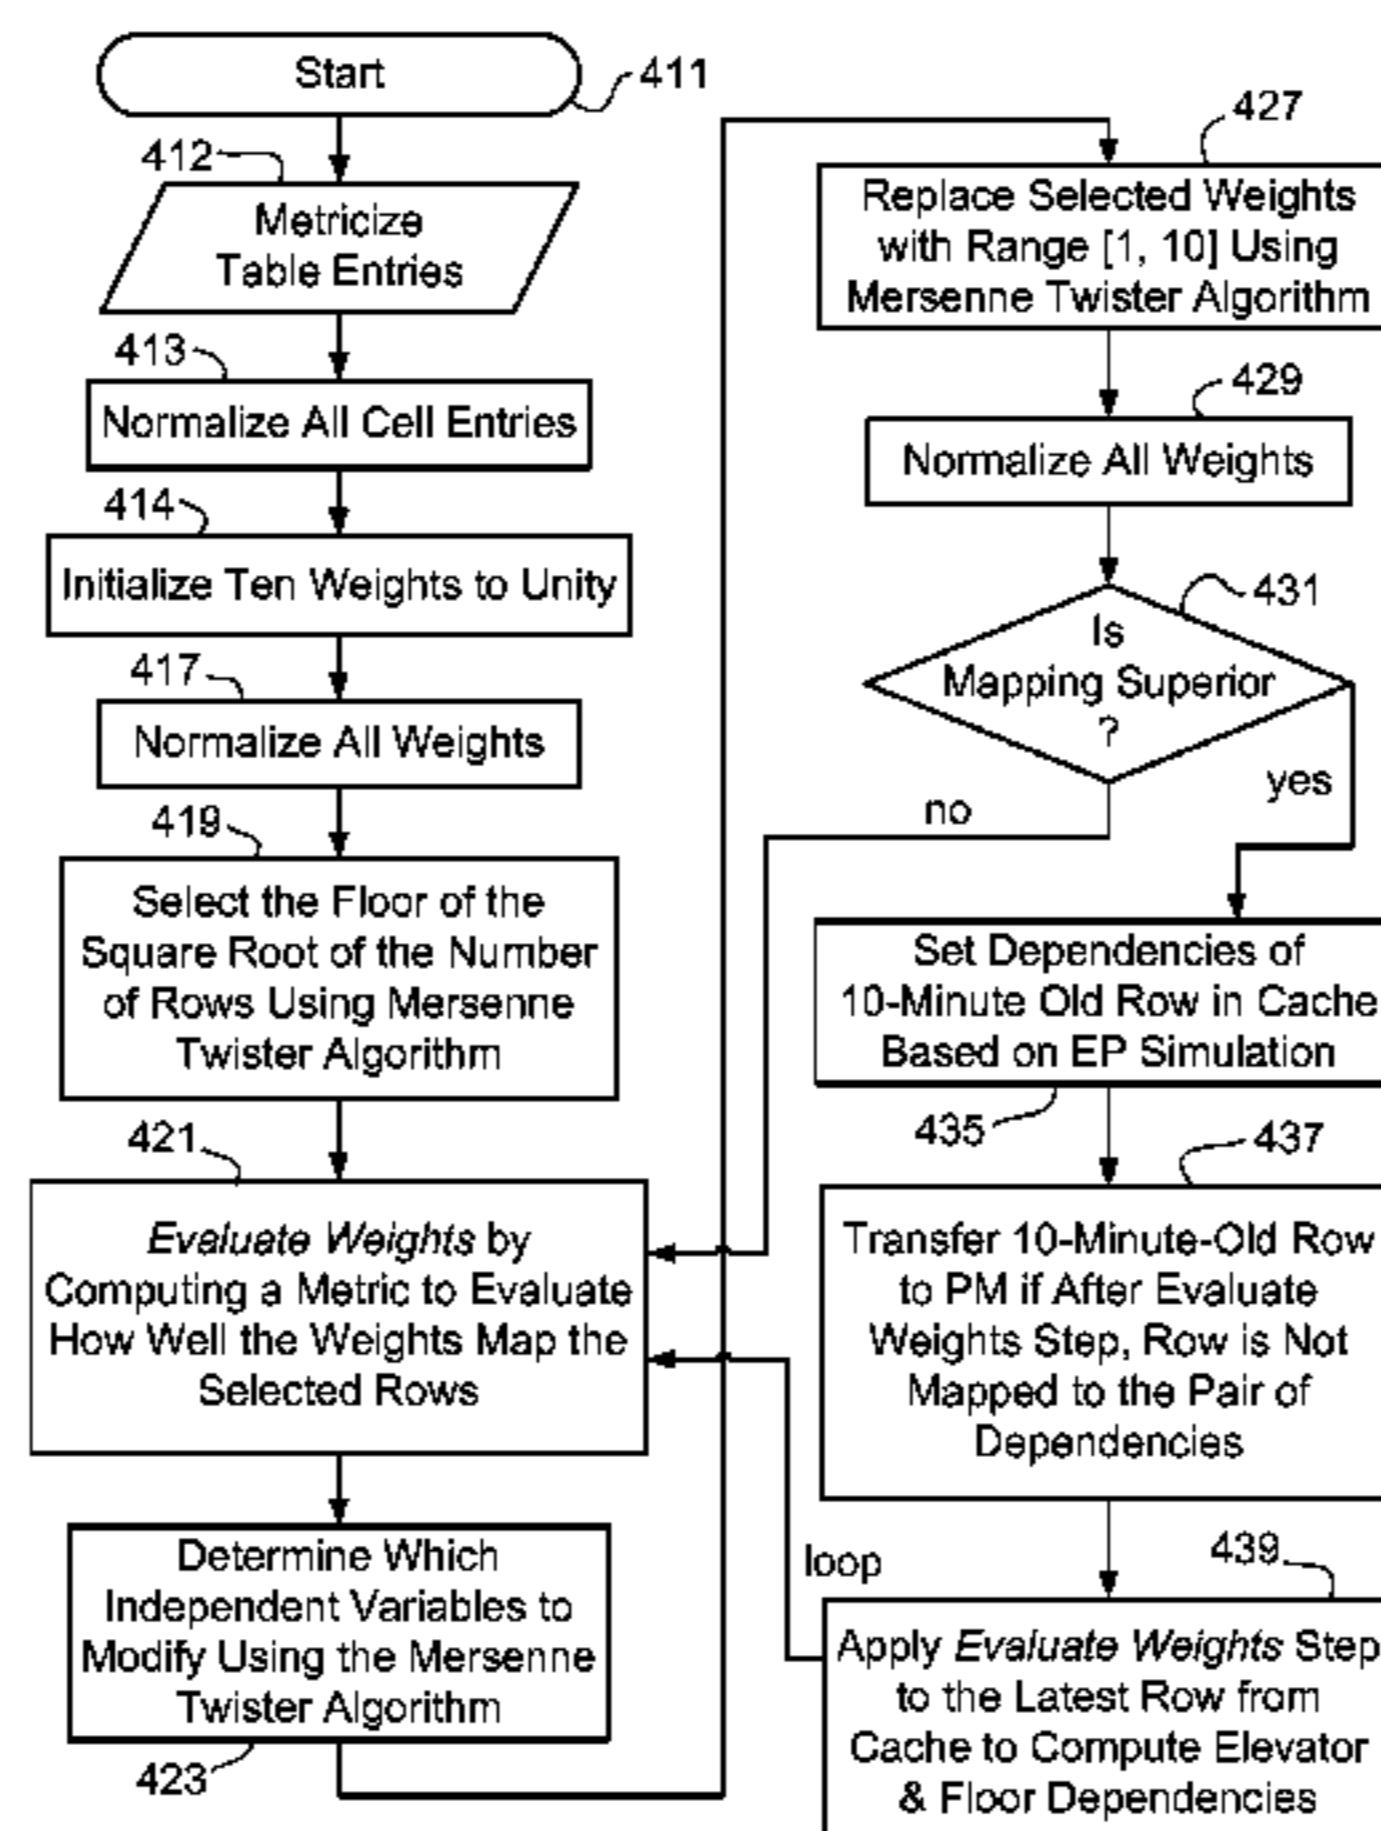 Start
411
412
Metricize
Table Entries
413
Normalize All Cell Entries
414
Initialize Ten Weights to Unity
417
Normalize All Weights
419
Select the Floor of the
Square Root of the Number
of Rows Using Mersenne
Twister Algorithm
421
Evaluate Weights by
Computing a Metric to Evaluate
How Well the Weights Map the
Selected Rows
Determine Which
Independent Variables to
Modify Using the Mersenne
Twister Algorithm
423
427
Replace Selected Weights
with Range [1, 10] Using
Mersenne Twister Algorithm
429
Normalize All Weights
431
Is
Mapping Superior
?
no
yes
Set Dependencies of
10-Minute Old Row in Cache
Based on EP Simulation
435
437
Transfer 10-Minute-Old Row
to PM if After Evaluate
Weights Step, Row is Not
Mapped to the Pair of
Dependencies
loop
439
Apply Evaluate Weights Step
to the Latest Row from
Cache to Compute Elevator
& Floor Dependencies